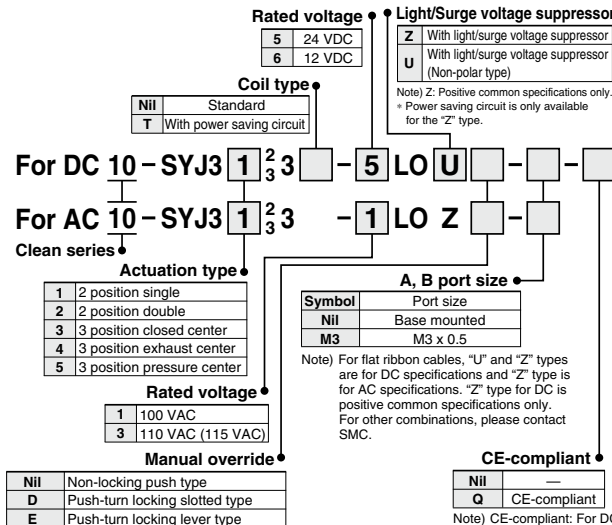 Rated voltage
5 24 VDC
6 12 VDC
Light/Surge voltage suppressor
Z With light/surge voltage suppressor
U With light/surge voltage suppressor
(Non-polar type)
Note) Z: Positive common specifications only.
* Power saving circuit is only available
for the “Z” type.
Coil type
Nil Standard
T With power saving circuit
For DC 10 – SYJ3 1 2 3 3 – 5 LO U – –
For AC 10 – SYJ3 1 2 3 3 – 1 LO Z –
Clean series
Actuation type
1 2 position single
2 2 position double
3 3 position closed center
4 3 position exhaust center
5 3 position pressure center
A, B port size
Symbol Port size
Nil Base mounted
M3 M3 x 0.5
Note) For flat ribbon cables, “U” and “Z” types
are for DC specifications and “Z” type is
for AC specifications. “Z” type for DC is
positive common specifications only.
For other combinations, please contact
SMC.
Rated voltage
1 100 VAC
3 110 VAC (115 VAC)
Manual override
Nil Non-locking push type
D Push-turn locking slotted type
E Push-turn locking lever type
CE-compliant
Nil —
Q CE-compliant
Note) CE-compliant: For DC